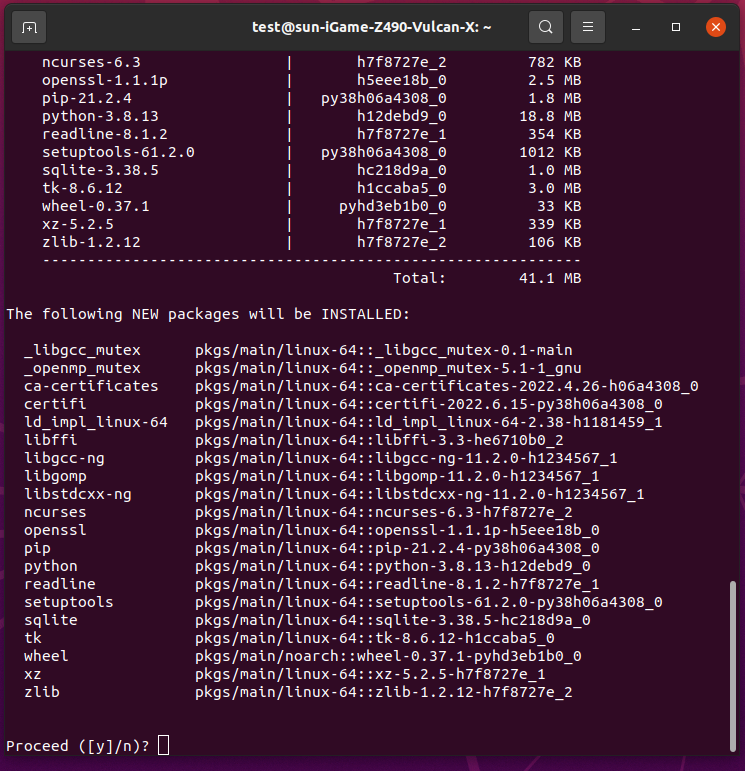 test@sun-iGame-Z490-Vulcan-X: ~
ncurses-6.3 | h7f8727e_2 782 KB
openssl-1.1.1p | h5eee18b_0 2.5 MB
pip-21.2.4 | py38h06a4308_0 1.8 MB
python-3.8.13 | h12debd9_0 18.8 MB
readline-8.1.2 | h7f8727e_1 354 KB
setuptools-61.2.0 | py38h06a4308_0 1012 KB
sqlite-3.38.5 | hc218d9a_0 1.0 MB
tk-8.6.12 | h1ccaba5_0 3.0 MB
wheel-0.37.1 | pyhd3eb1b0_0 33 KB
xz-5.2.5 | h7f8727e_1 339 KB
zlib-1.2.12 | h7f8727e_2 106 KB
------------------------------------------------------------
Total: 41.1 MB
The following NEW packages will be INSTALLED:
_libgcc_mutex pkgs/main/linux-64::_libgcc_mutex-0.1-main
_openmp_mutex pkgs/main/linux-64::_openmp_mutex-5.1-1_gnu
ca-certificates pkgs/main/linux-64::ca-certificates-2022.4.26-h06a4308_0
certifi pkgs/main/linux-64::certifi-2022.6.15-py38h06a4308_0
ld_impl_linux-64 pkgs/main/linux-64::ld_impl_linux-64-2.38-h1181459_1
libffi pkgs/main/linux-64::libffi-3.3-he6710b0_2
libgcc-ng pkgs/main/linux-64::libgcc-ng-11.2.0-h1234567_1
libgomp pkgs/main/linux-64::libgomp-11.2.0-h1234567_1
libstdcxx-ng pkgs/main/linux-64::libstdcxx-ng-11.2.0-h1234567_1
ncurses pkgs/main/linux-64::ncurses-6.3-h7f8727e_2
openssl pkgs/main/linux-64::openssl-1.1.1p-h5eee18b_0
pip pkgs/main/linux-64::pip-21.2.4-py38h06a4308_0
python pkgs/main/linux-64::python-3.8.13-h12debd9_0
readline pkgs/main/linux-64::readline-8.1.2-h7f8727e_1
setuptools pkgs/main/linux-64::setuptools-61.2.0-py38h06a4308_0
sqlite pkgs/main/linux-64::sqlite-3.38.5-hc218d9a_0
tk pkgs/main/linux-64::tk-8.6.12-h1ccaba5_0
wheel pkgs/main/noarch::wheel-0.37.1-pyhd3eb1b0_0
xz pkgs/main/linux-64::xz-5.2.5-h7f8727e_1
zlib pkgs/main/linux-64::zlib-1.2.12-h7f8727e_2
Proceed ([y]/n)?